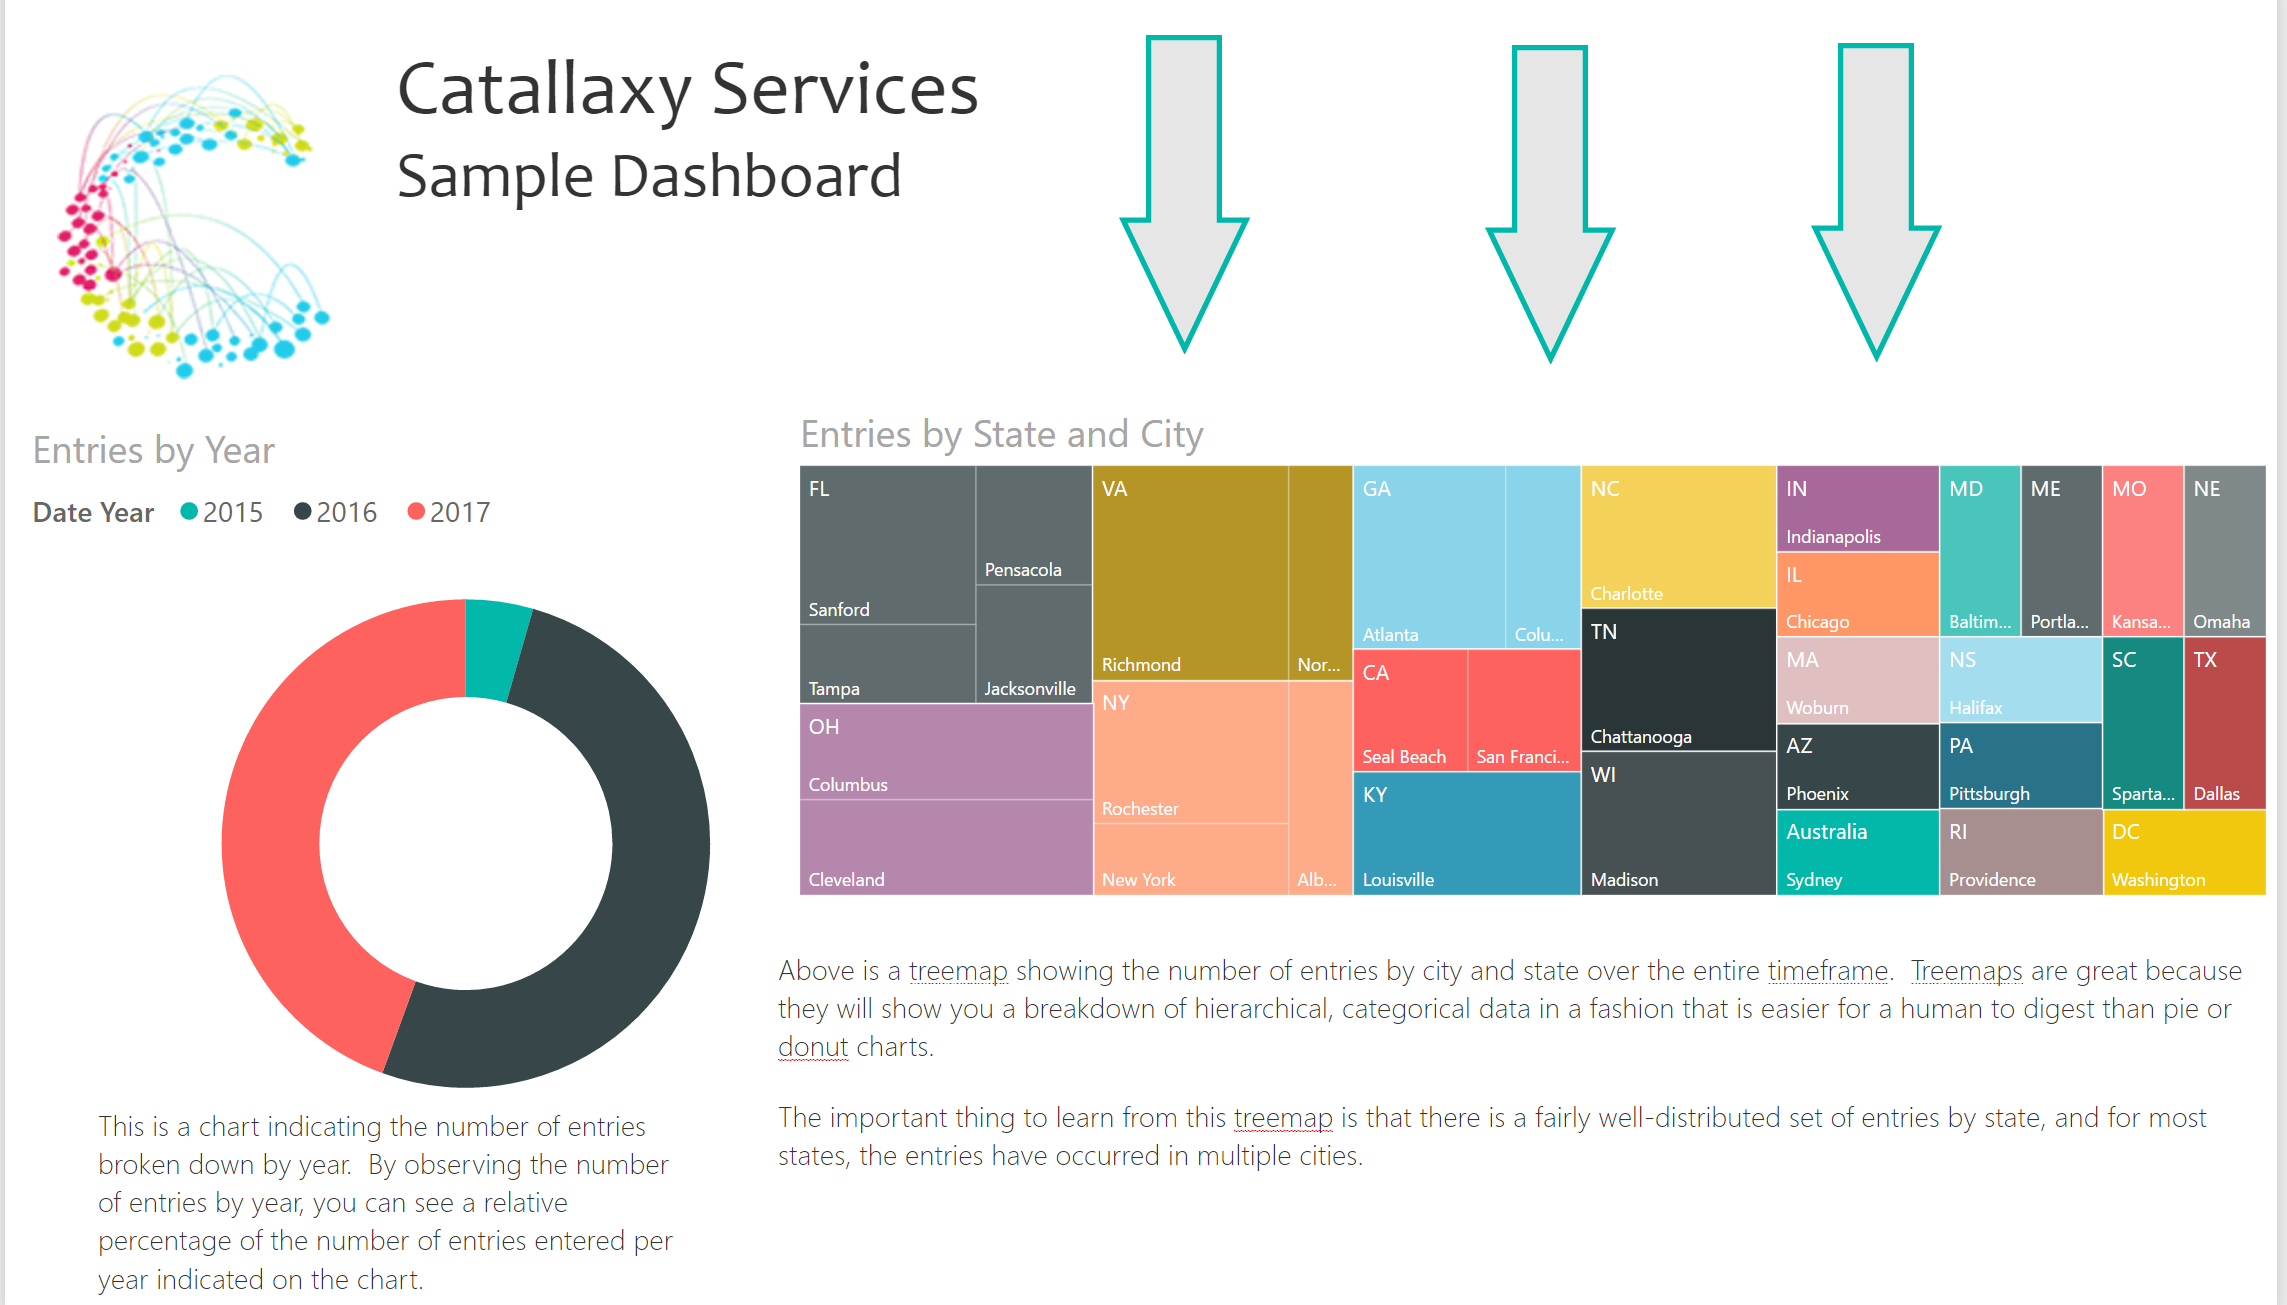 Catallaxy Services
Sample Dashboard
Entries by Year
Date Year 2015 2016 2017
This is a chart indicating the number of entries
broken down by year.  By observing the number
of entries by year, you can see a relative
percentage of the number of entries entered per
year indicated on the chart.
Entries by State and City
FL
Sanford
Tampa
Pensacola
Jacksonville
OH
Columbus
Cleveland
VA
Richmond
Nor...
NY
Rochester
New York
Alb...
GA
Atlanta
Colu...
CA
Seal Beach
San Franci...
KY
Louisville
NC
Charlotte
TN
Chattanooga
WI
Madison
IN
Indianapolis
IL
Chicago
MA
Woburn
AZ
Phoenix
Australia
Sydney
MD
Baltim...
ME
Portla...
MO
Kansa...
NE
Omaha
NS
Halifax
PA
Pittsburgh
RI
Providence
SC
Sparta...
TX
Dallas
DC
Washington
Above is a treemap showing the number of entries by city and state over the entire timeframe.  Treemaps are great because
they will show you a breakdown of hierarchical, categorical data in a fashion that is easier for a human to digest than pie or
donut charts.
The important thing to learn from this treemap is that there is a fairly well-distributed set of entries by state, and for most
states, the entries have occurred in multiple cities.